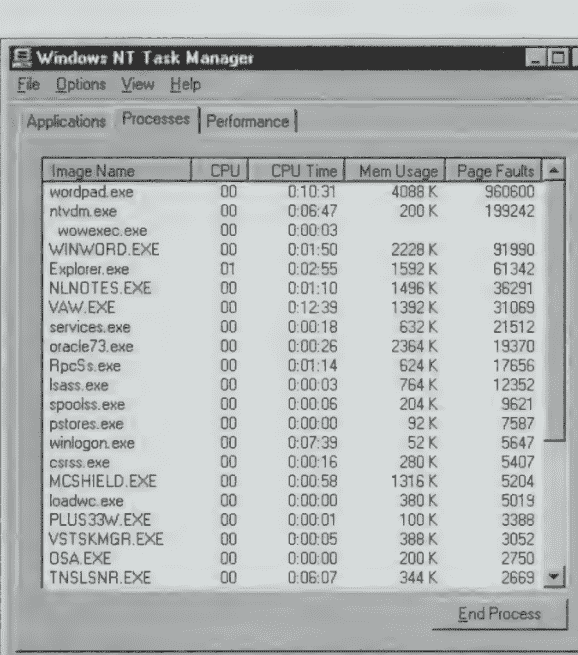 Windows NT Task Manager
File Options View Help
Applications Processes Performance
Image Name CPU CPU Time Mem Usage Page Faults
wordpad.exe 00 0:10:31 4088 K 960600
ntvdm.exe 00 0:06:47 200 K 199242
wowexec.exe 00 0:00:03
WINWORD.EXE 00 0:01:50 2228 K 91990
Explorer.exe 01 0:02:55 1592 K 61342
NLNOTES.EXE 00 0:01:10 1496 K 36291
VAW.EXE 00 0:12:39 1392 K 31069
services.exe 00 0:00:18 632 K 21512
oracle73.exe 00 0:00:26 2364 K 19370
RpcSs.exe 00 0:01:14 624 K 17656
lsass.exe 00 0:00:03 764 K 12352
spoolss.exe 00 0:00:06 204 K 9621
pstores.exe 00 0:00:00 92 K 7587
winlogon.exe 00 0:07:39 52 K 5647
csrss.exe 00 0:00:16 280 K 5407
MCSHIELD.EXE 00 0:00:58 1316 K 5204
loadwc.exe 00 0:00:00 380 K 5019
PLUS33W.EXE 00 0:00:01 100 K 3388
VSTSKMGR.EXE 00 0:00:05 388 K 3052
OSA.EXE 00 0:00:00 200 K 2750
TNSLSNR.EXE 00 0:06:07 344 K 2669
End Process